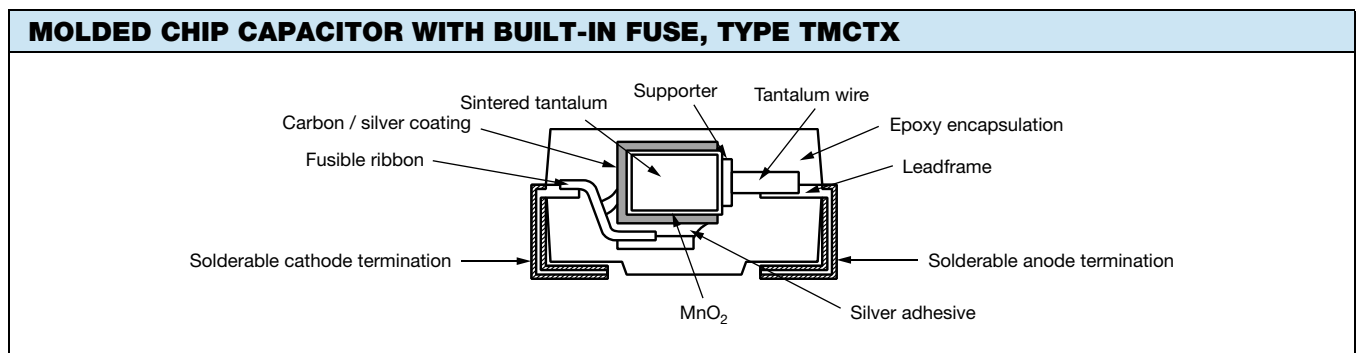 MOLDED CHIP CAPACITOR WITH BUILT-IN FUSE, TYPE TMCTX
Supporter
Tantalum wire
Sintered tantalum
Carbon / silver coating
Epoxy encapsulation
Fusible ribbon
Leadframe
Solderable cathode termination
Solderable anode termination
MnO₂
Silver adhesive